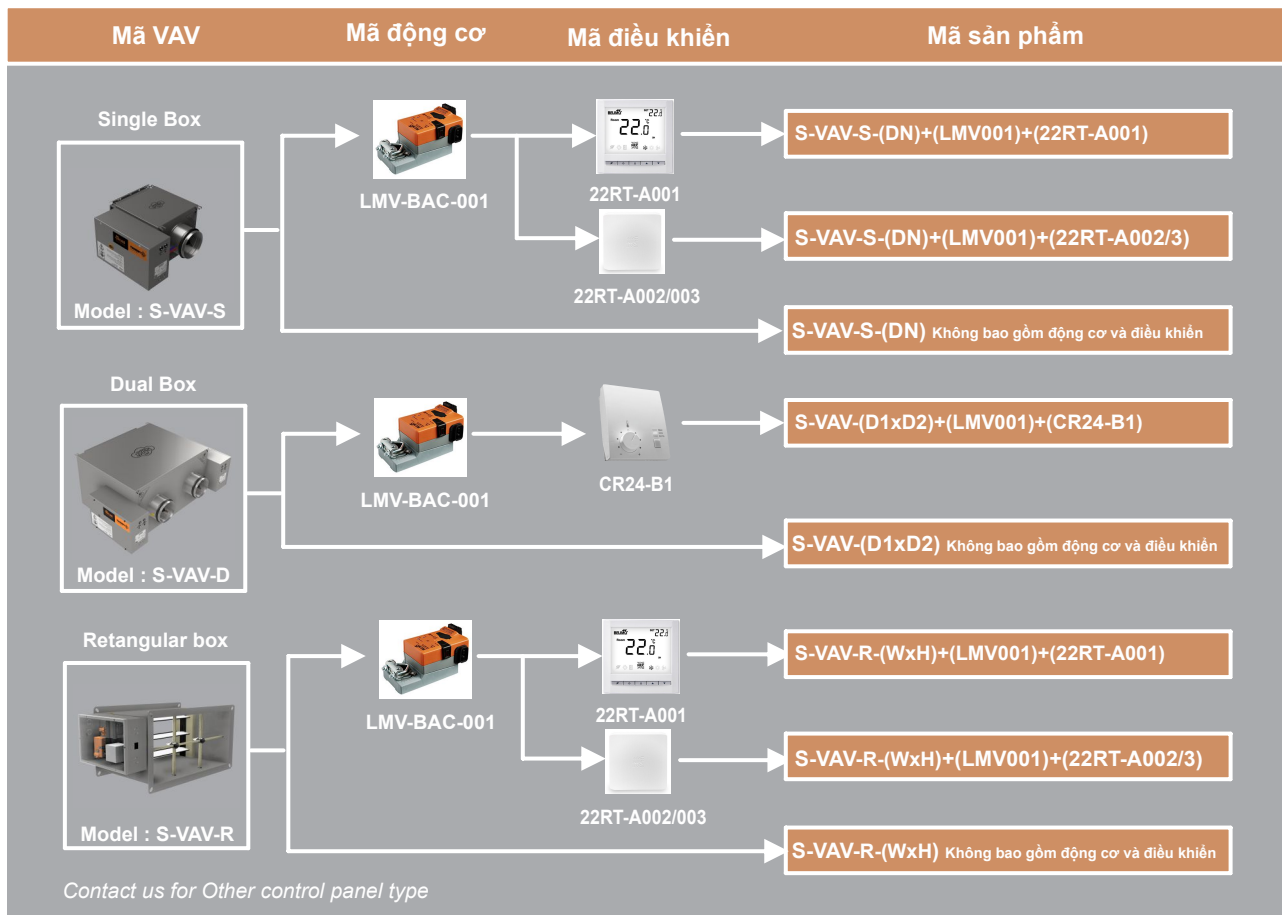 Mã VAV
Mã động cơ
Mã điều khiển
Mã sản phẩm
Single Box
Model : S-VAV-S
LMV-BAC-001
22RT-A001
22RT-A002/003
S-VAV-S-(DN)+(LMV001)+(22RT-A001)
S-VAV-S-(DN)+(LMV001)+(22RT-A002/3)
S-VAV-S-(DN) Không bao gồm động cơ và điều khiển
Dual Box
Model : S-VAV-D
LMV-BAC-001
CR24-B1
S-VAV-(D1xD2)+(LMV001)+(CR24-B1)
S-VAV-(D1xD2) Không bao gồm động cơ và điều khiển
Retangular box
Model : S-VAV-R
LMV-BAC-001
22RT-A001
22RT-A002/003
S-VAV-R-(WxH)+(LMV001)+(22RT-A001)
S-VAV-R-(WxH)+(LMV001)+(22RT-A002/3)
S-VAV-R-(WxH) Không bao gồm động cơ và điều khiển
Contact us for Other control panel type